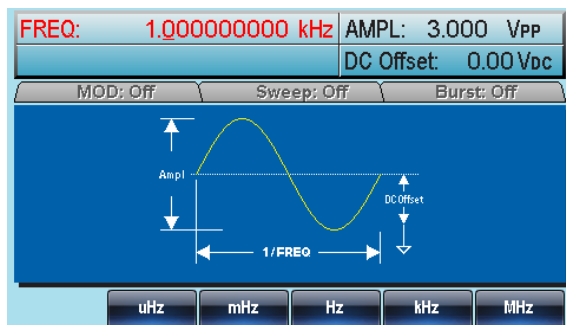 FREQ: 1.000000000 kHz AMPL: 3.000 VPP
DC Offset: 0.00 VDC
MOD: Off Sweep: Off Burst: Off
Ampl
DC Offset
1/FREQ
uHz mHz Hz kHz MHz